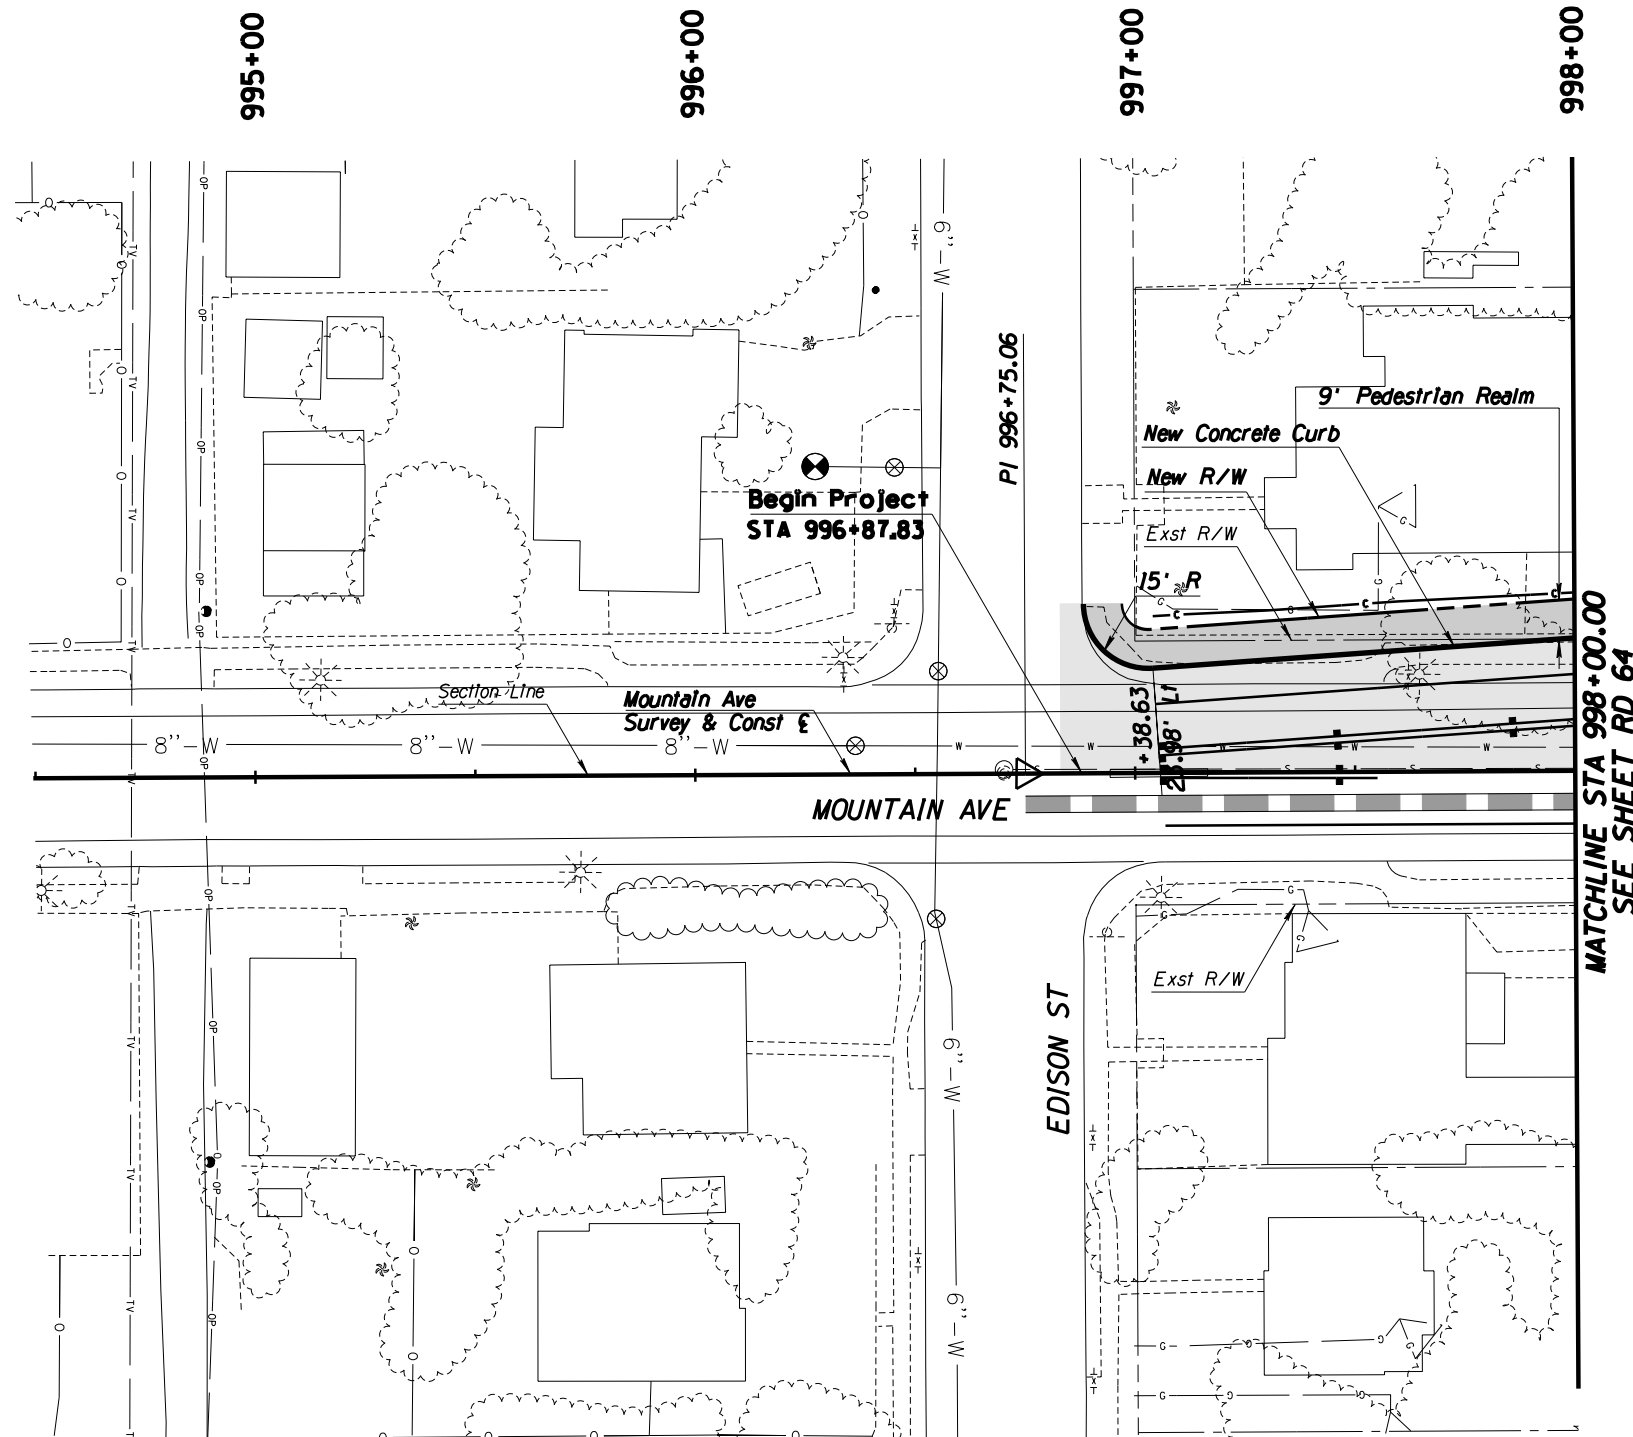 995+00
996+00
997+00
998+00
6"-W
PI 996+75.06
9' Pedestrian Realm
New Concrete Curb
New R/W
Exst R/W
15' R
Begin Project
STA 996+87.83
Section Line
Mountain Ave
Survey & Const ℄
8"-W
8"-W
8"-W
+38.63
Lt
MOUNTAIN AVE
MATCHLINE STA 998+00.00
SEE SHEET RD 64
Exst R/W
EDISON ST
6"-W
6"-W